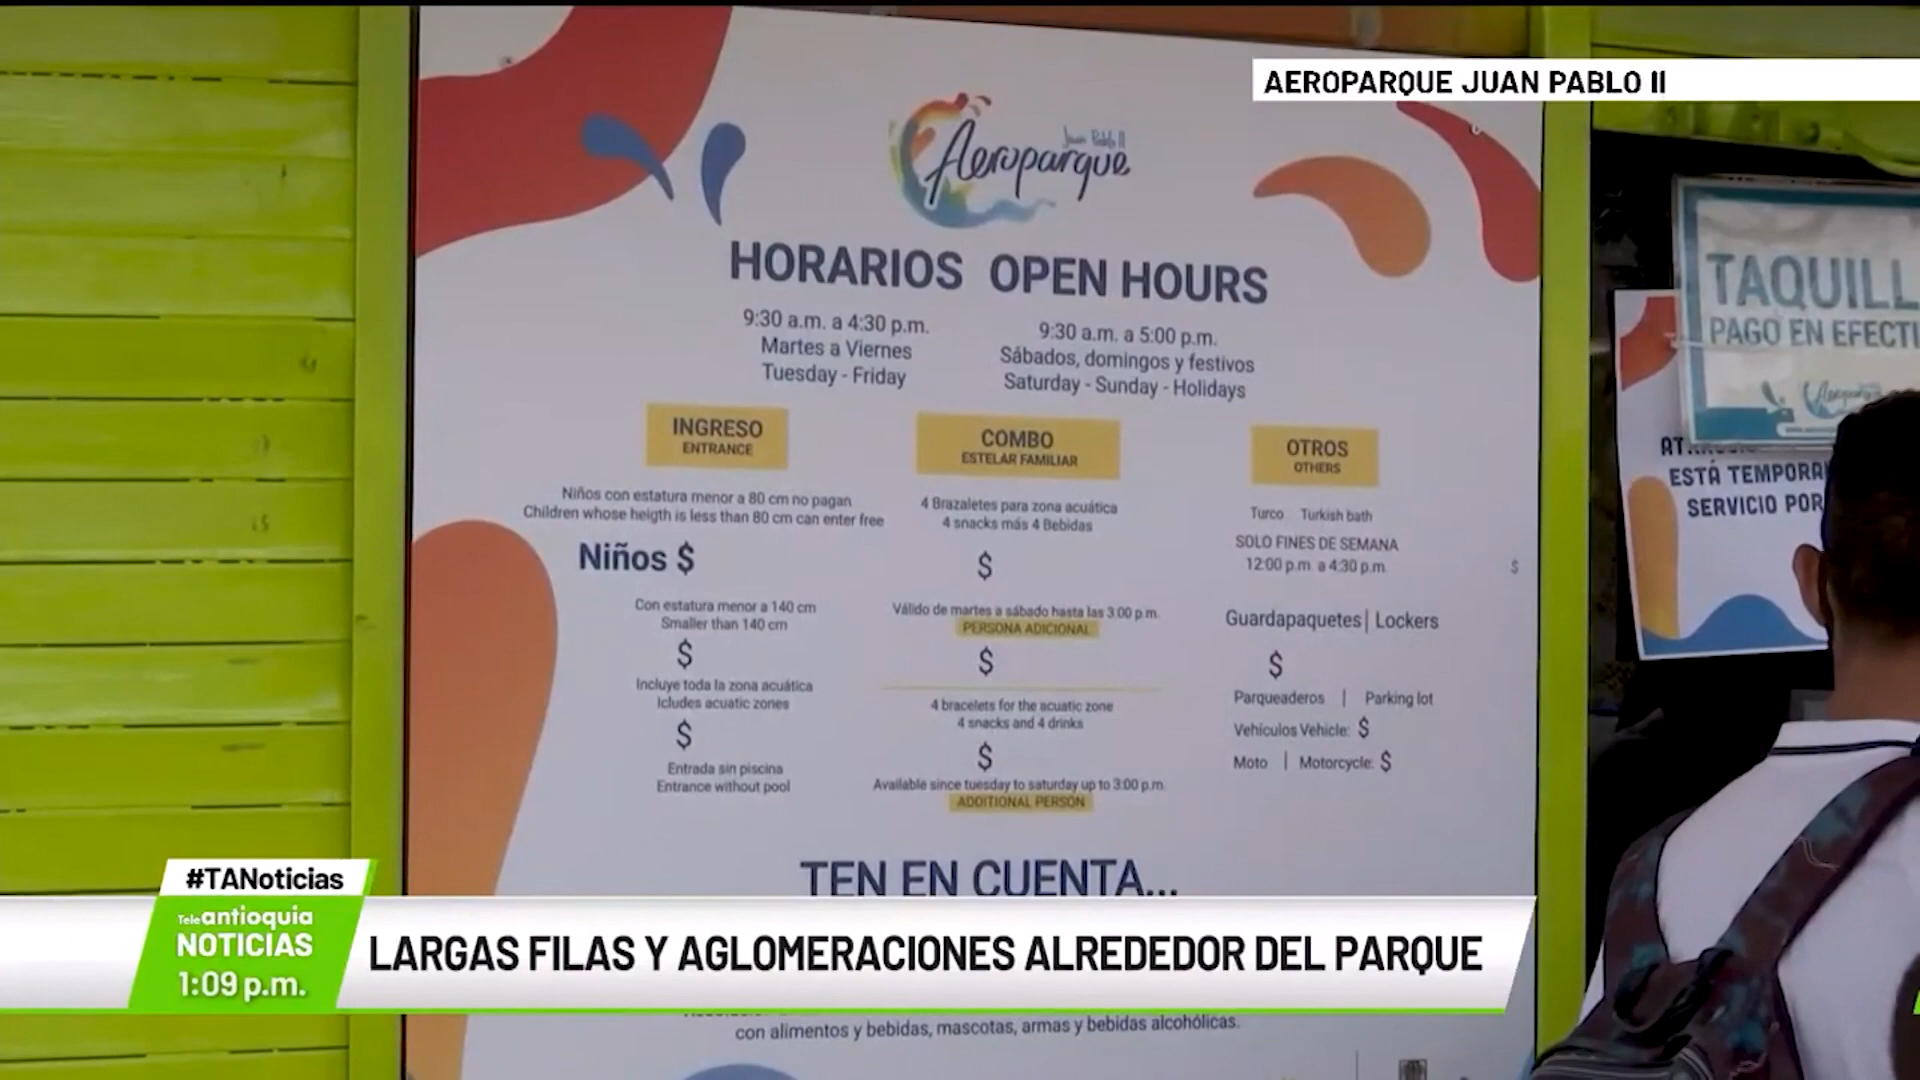 AEROPARQUE JUAN PABLO II
Juan Pablo II
Aeroparque
HORARIOS OPEN HOURS
9:30 a.m. a 4:30 p.m.
Martes a Viernes
Tuesday - Friday
9:30 a.m. a 5:00 p.m.
Sábados, domingos y festivos
Saturday - Sunday - Holidays
INGRESO
ENTRANCE
Niños con estatura menor a 80 cm no pagan
Children whose heigth is less than 80 cm can enter free
Niños $
Con estatura menor a 140 cm
Smaller than 140 cm
$
Incluye toda la zona acuática
Icludes acuatic zones
$
Entrada sin piscina
Entrance without pool
COMBO
ESTELAR FAMILIAR
4 Brazaletes para zona acuática
4 snacks más 4 Bebidas
$
Válido de martes a sábado hasta las 3:00 p.m.
PERSONA ADICIONAL
$
4 bracelets for the acuatic zone
4 snacks and 4 drinks
$
Available since tuesday to saturday up to 3:00 p.m.
ADDITIONAL PERSON
OTROS
OTHERS
Turco Turkish bath
SOLO FINES DE SEMANA
12:00 p.m. a 4:30 p.m.
$
Guardapaquetes | Lockers
$
Parqueaderos | Parking lot
Vehículos Vehicle: $
Moto | Motorcycle: $
TEN EN CUENTA...
con alimentos y bebidas, mascotas, armas y bebidas alcohólicas.
TAQUILL
PAGO EN EFECTI
Aeroparque
ESTÁ TEMPORA
SERVICIO POR
#TANoticias
Teleantioquia
NOTICIAS
1:09 p.m.
LARGAS FILAS Y AGLOMERACIONES ALREDEDOR DEL PARQUE